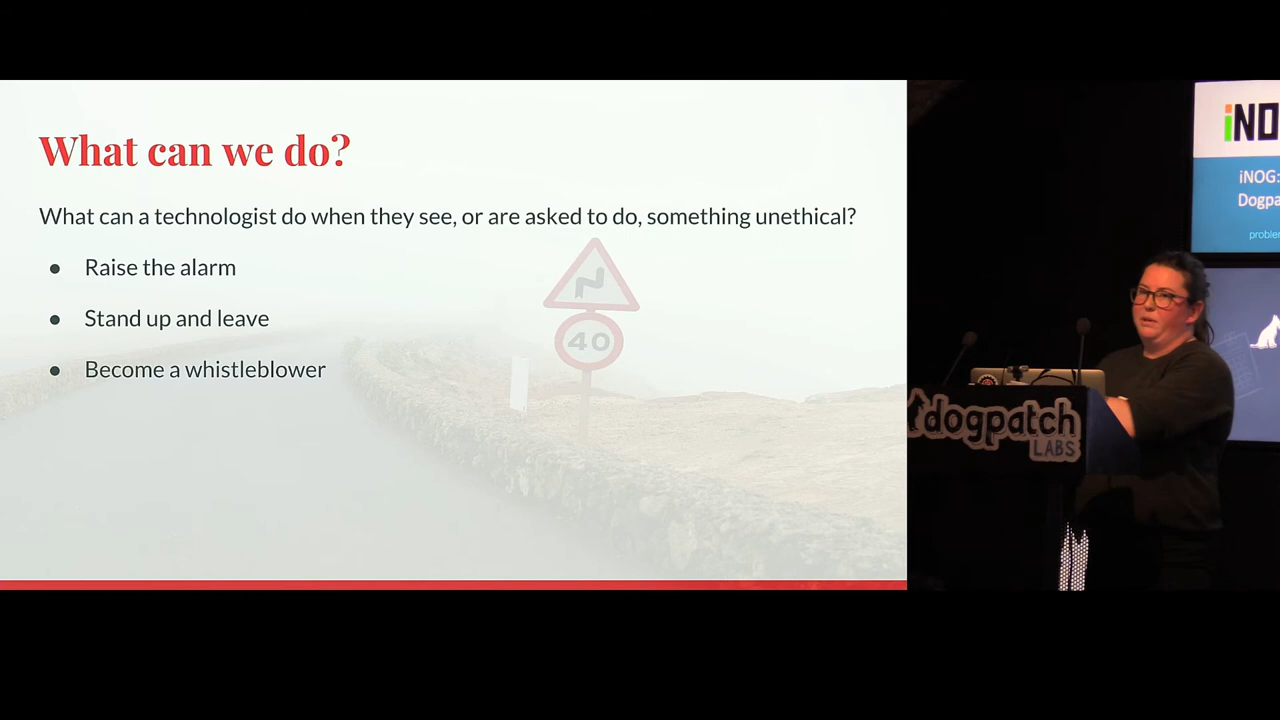 What can we do?
What can a technologist do when they see, or are asked to do, something unethical?
● Raise the alarm
● Stand up and leave
● Become a whistleblower
40
iNO
iNOG:
Dogpa
problem
dogpatch
LABS